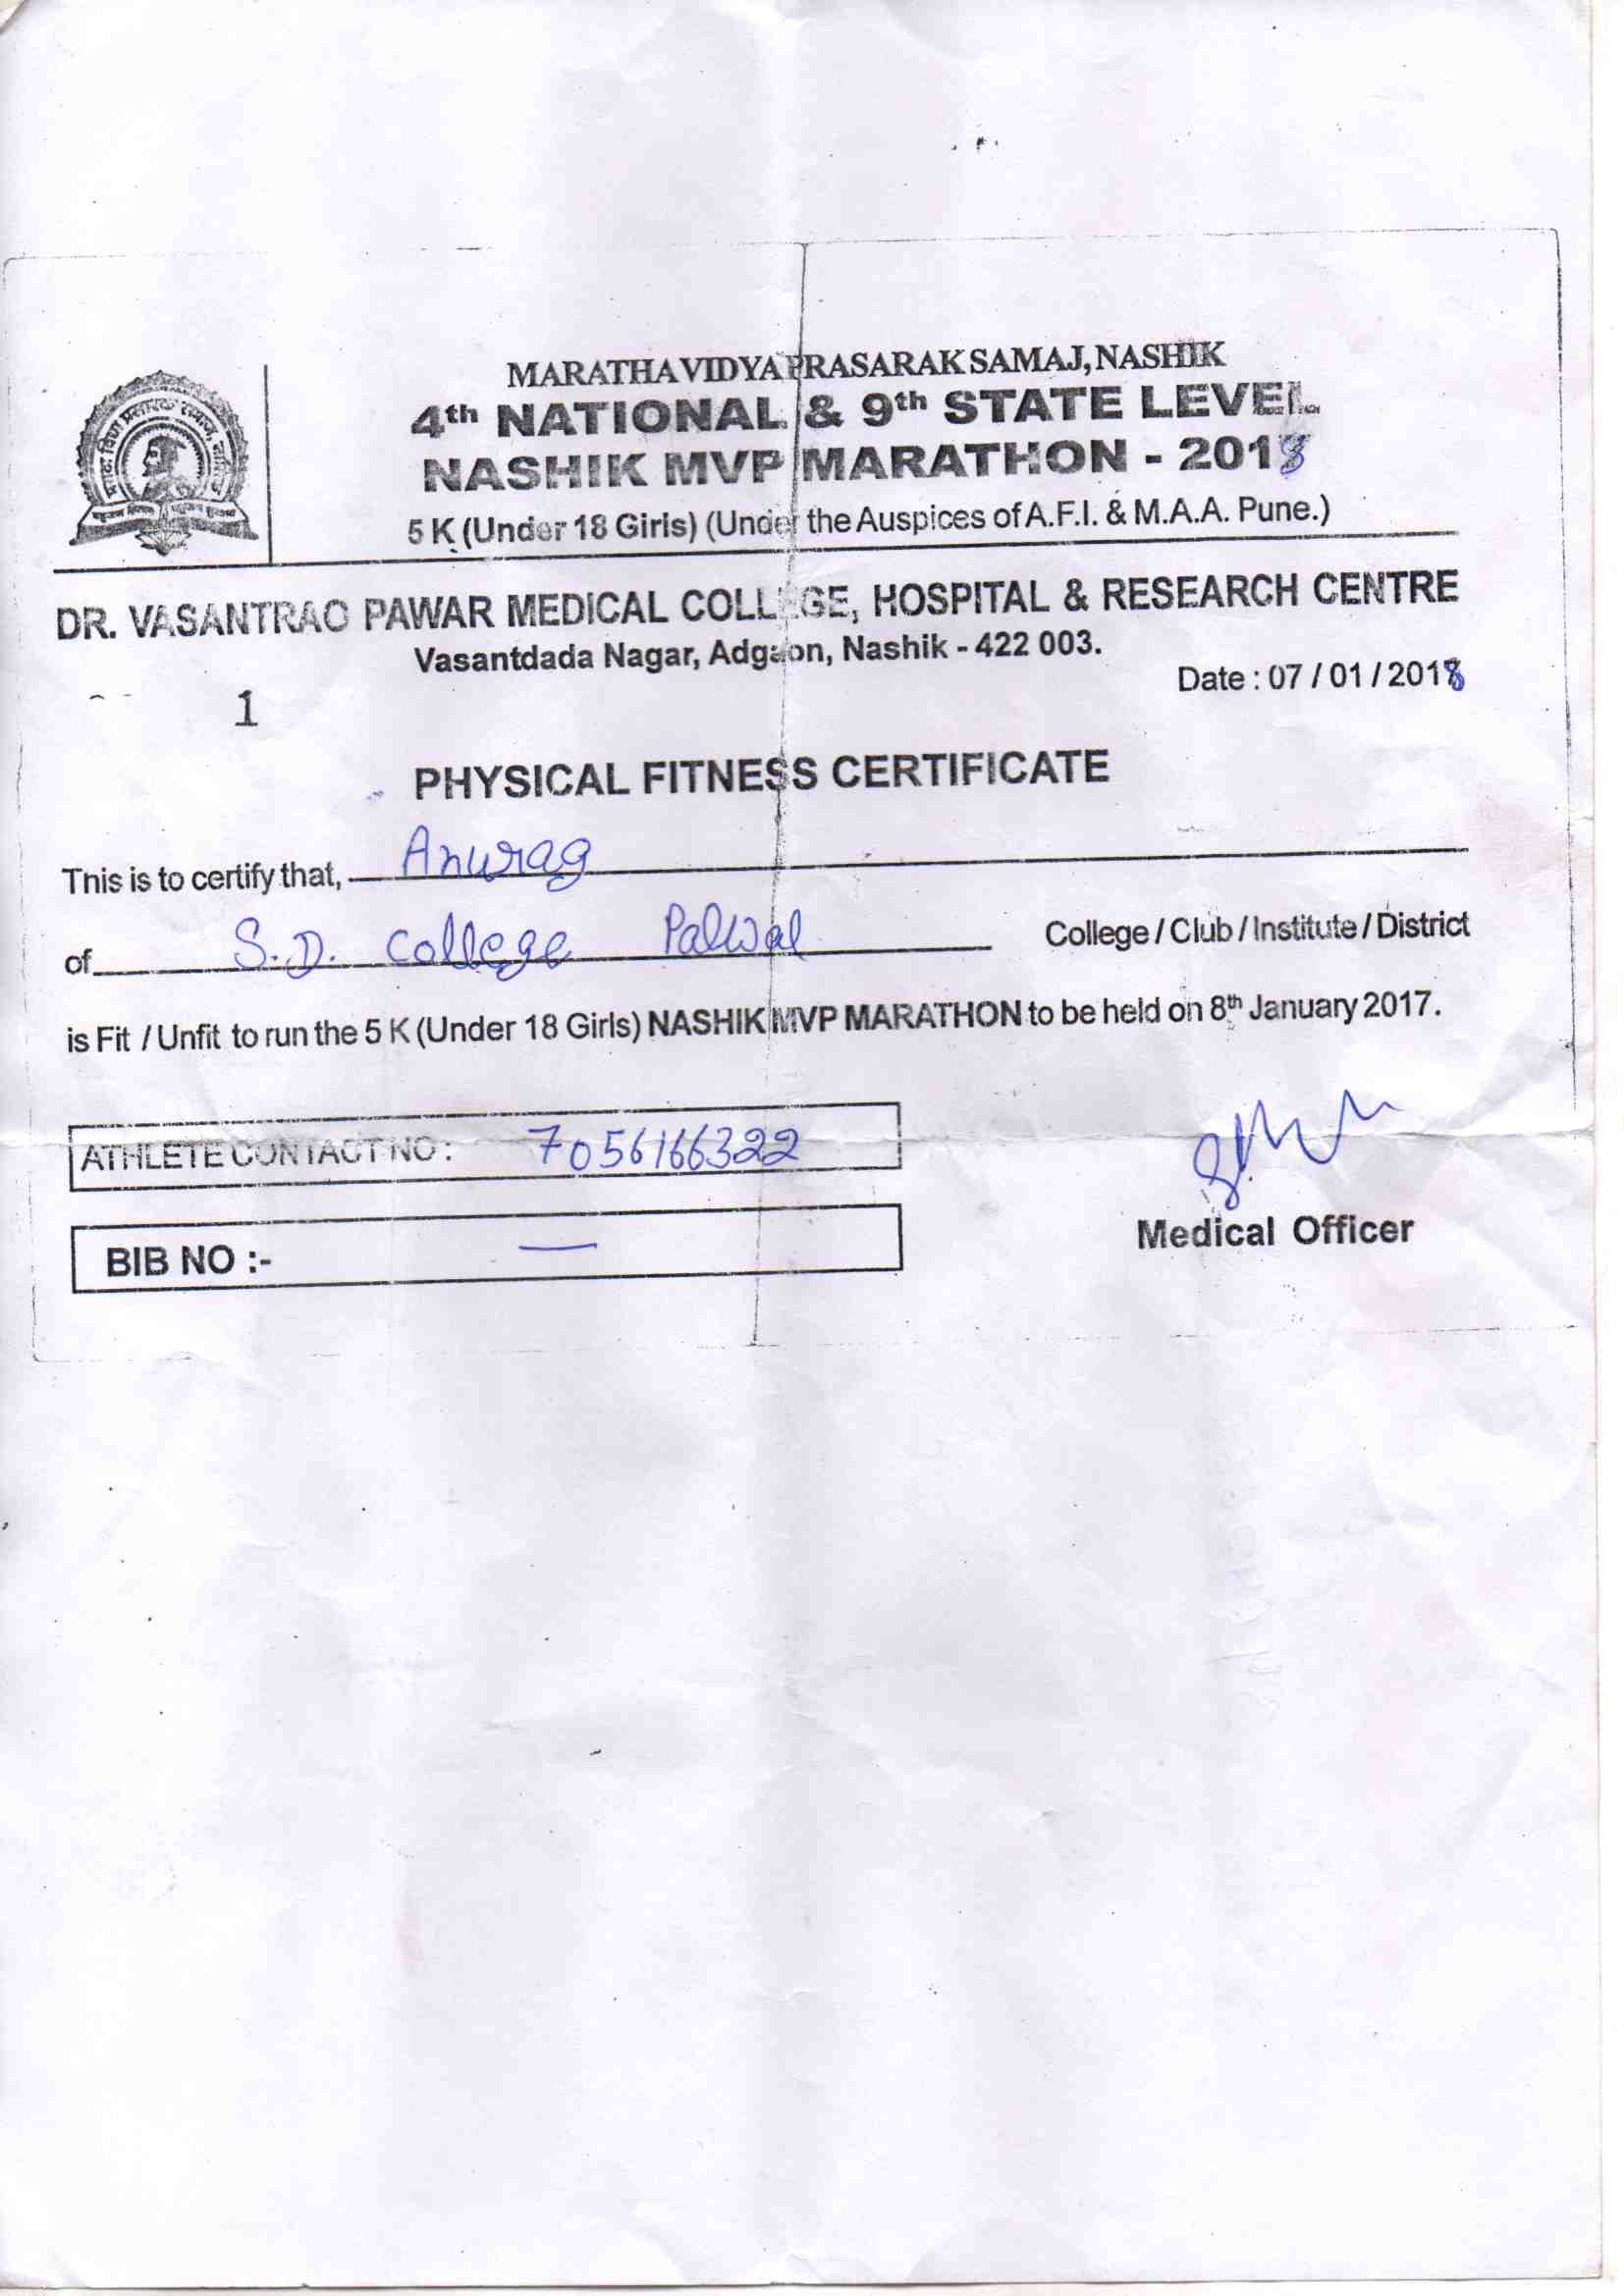 MARATHA VIDYA PRASARAK SAMAJ, NASHIK
4th NATIONAL & 9th STATE LEVEL
NASHIK MVP MARATHON - 2018
5 K (Under 18 Girls) (Under the Auspices of A.F.I. & M.A.A. Pune.)
DR. VASANTRAO PAWAR MEDICAL COLLEGE, HOSPITAL & RESEARCH CENTRE
Vasantdada Nagar, Adgaon, Nashik - 422 003.
Date : 07 / 01 / 2018
1
PHYSICAL FITNESS CERTIFICATE
This is to certify that, Anurag
of S.D. College Palwal College / Club / Institute / District
is Fit / Unfit to run the 5 K (Under 18 Girls) NASHIK MVP MARATHON to be held on 8th January 2017.
ATHLETE CONTACT NO : 7056166322
BIB NO :- —
Medical Officer